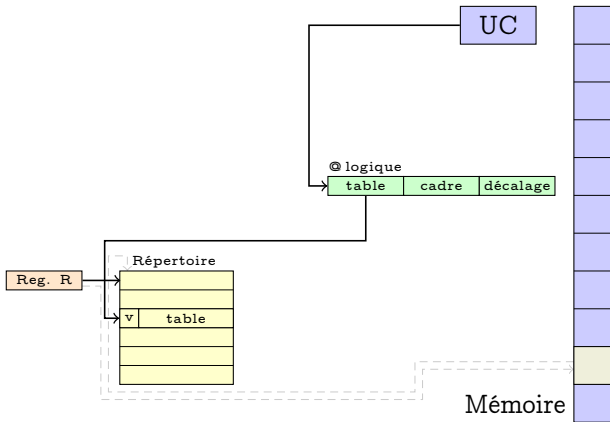 UC
@ logique
table cadre décalage
Répertoire
Reg. R
v table
Mémoire